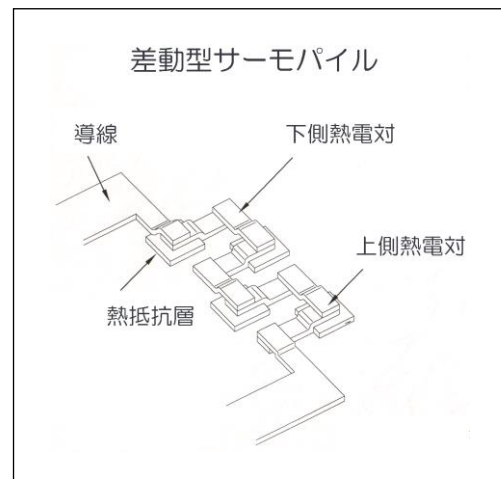 差動型サーモパイル
導線
下側熱電対
上側熱電対
熱抵抗層